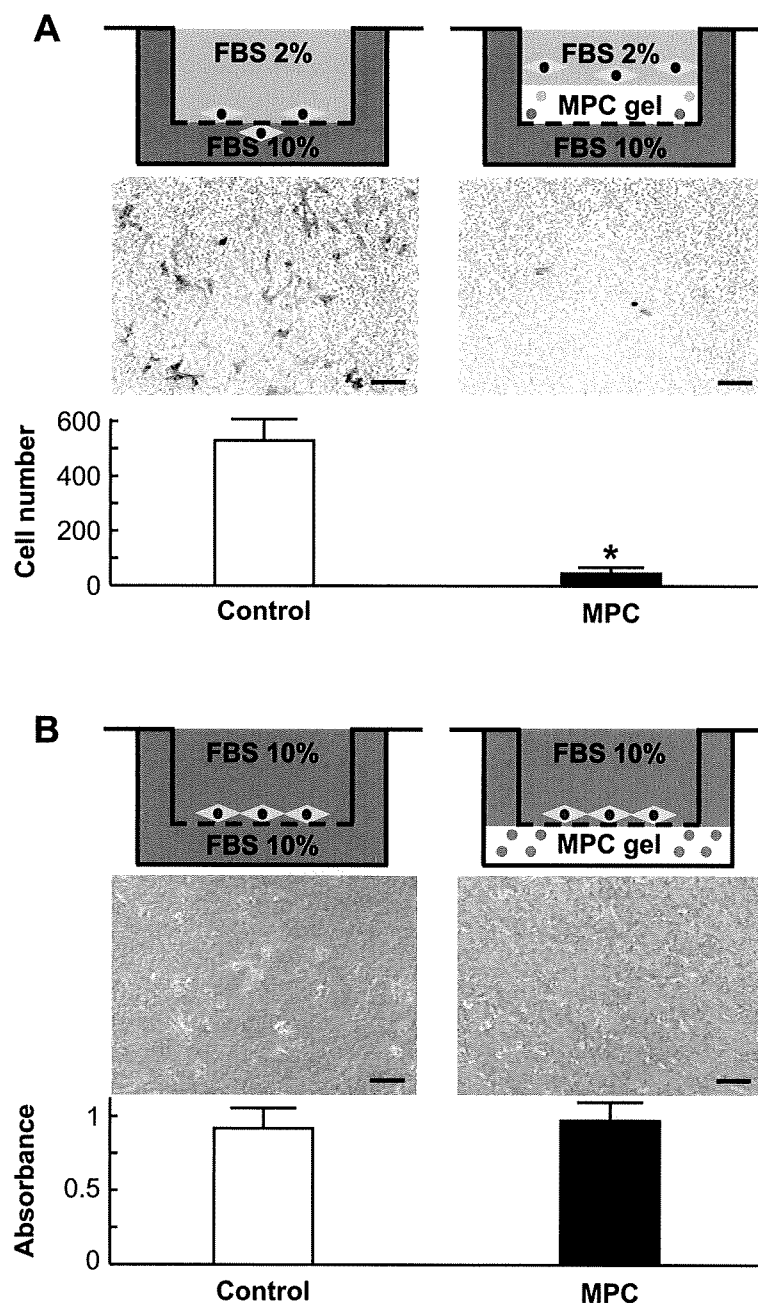 A
FBS 2%
FBS 10%
FBS 2%
MPC gel
FBS 10%
Cell number
600
400
200
0
*
Control
MPC
B
FBS 10%
FBS 10%
FBS 10%
MPC gel
Absorbance
1
0.5
0
Control
MPC